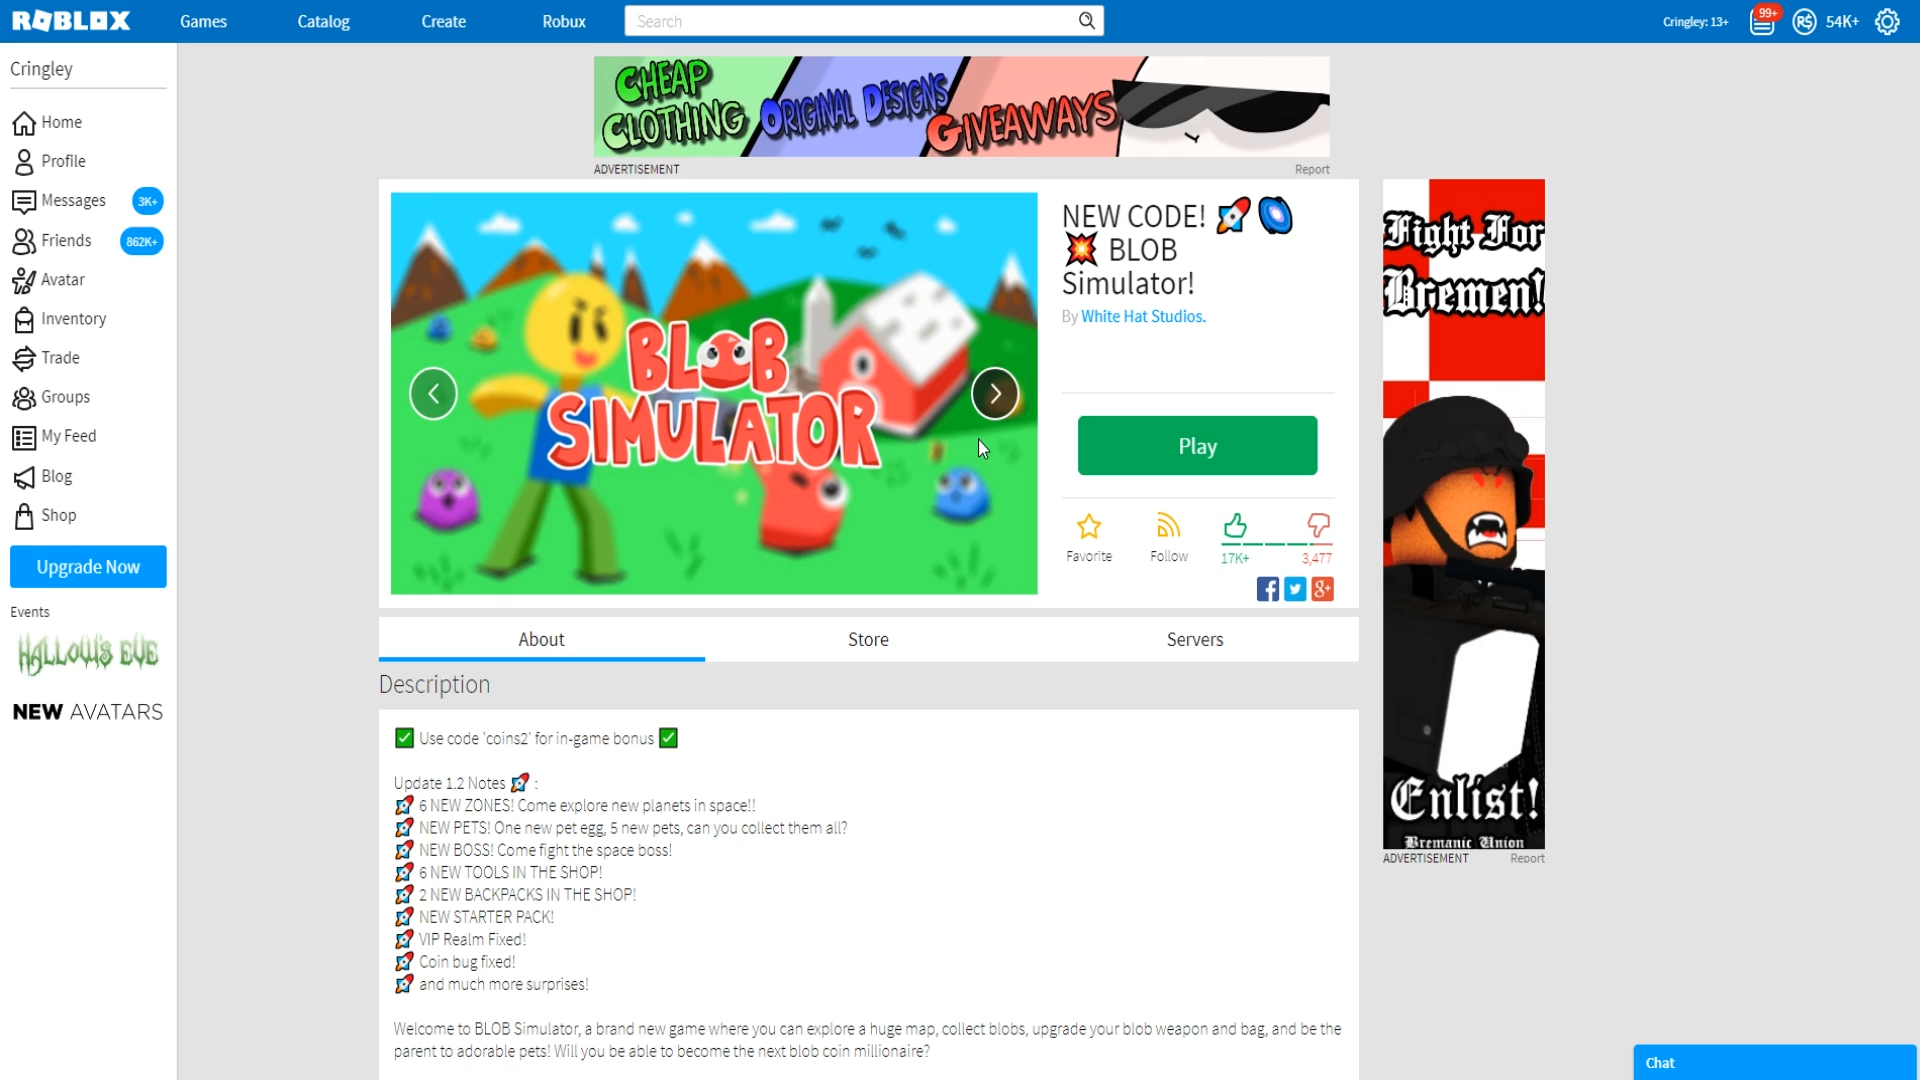 ROBLOX
Games
Catalog
Create
Robux
Search
Cringley: 13+
99+
R$
54K+
Cringley
Home
Profile
Messages
3K+
Friends
862K+
Avatar
Inventory
Trade
Groups
My Feed
Blog
Shop
Upgrade Now
Events
HALLOW'S EVE
NEW AVATARS
CHEAP CLOTHING
ORIGINAL DESIGNS
GIVEAWAYS
ADVERTISEMENT
Report
BLOB
SIMULATOR
NEW CODE! 🚀 🌀
💥 BLOB
Simulator!
By White Hat Studios.
Play
Favorite
Follow
17K+
3,477
g+
About
Store
Servers
Description
✅ Use code 'coins2' for in-game bonus ✅
Update 1.2 Notes 🚀 :
🚀 6 NEW ZONES! Come explore new planets in space!!
🚀 NEW PETS! One new pet egg, 5 new pets, can you collect them all?
🚀 NEW BOSS! Come fight the space boss!
🚀 6 NEW TOOLS IN THE SHOP!
🚀 2 NEW BACKPACKS IN THE SHOP!
🚀 NEW STARTER PACK!
🚀 VIP Realm Fixed!
🚀 Coin bug fixed!
🚀 and much more surprises!
Welcome to BLOB Simulator, a brand new game where you can explore a huge map, collect blobs, upgrade your blob weapon and bag, and be the
parent to adorable pets! Will you be able to become the next blob coin millionaire?
Fight For
Bremen!
Enlist!
Bremanic Union
ADVERTISEMENT
Report
Chat